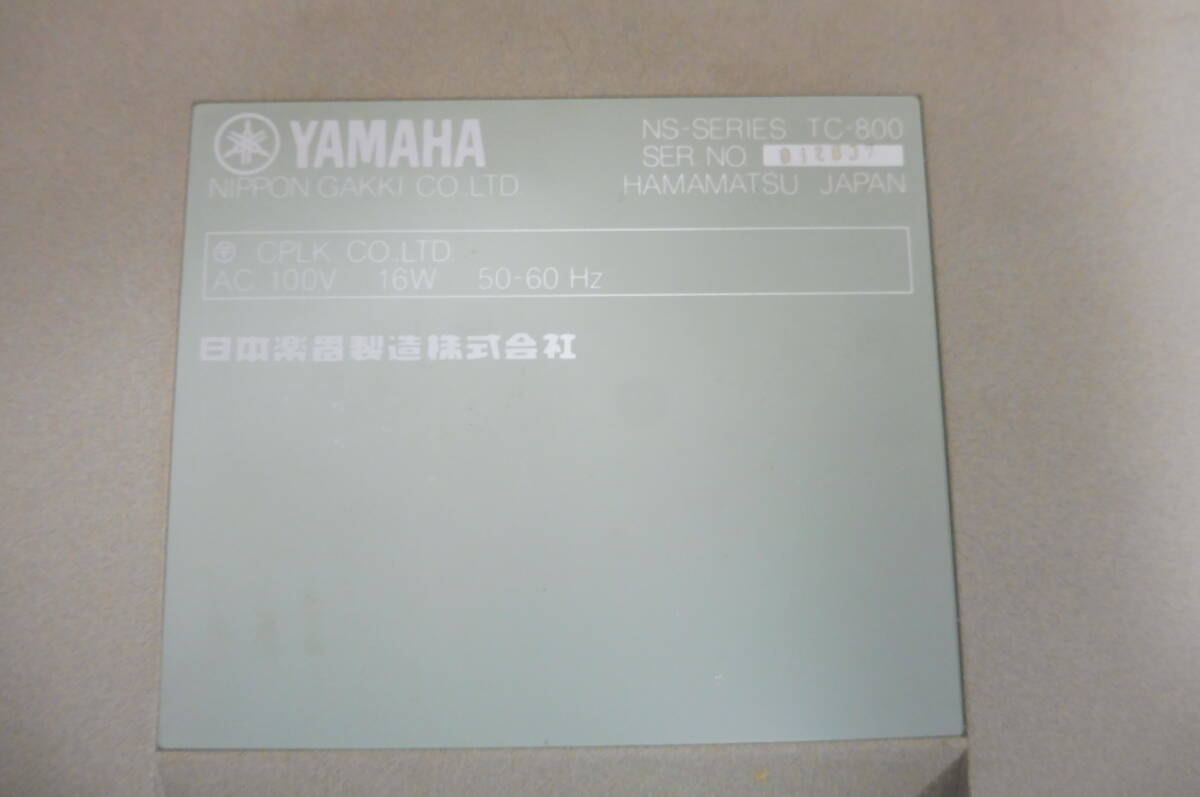 YAMAHA
NIPPON GAKKI CO.LTD
NS-SERIES TC-800
SER NO
HAMAMATSU JAPAN
CPLK CO.LTD.
AC 100V 16W 50-60 Hz
日本楽器製造株式会社